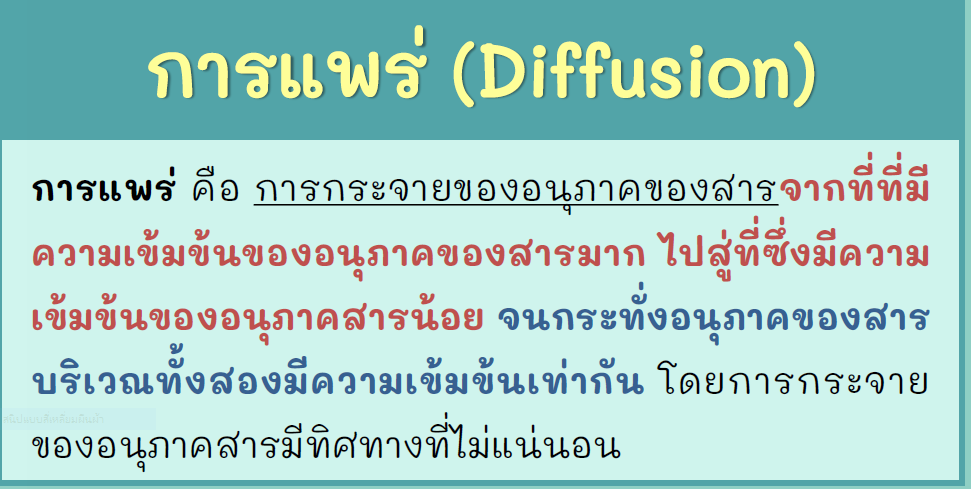 การแพร่ (Diffusion)
การแพร่ คือ การกระจายของอนุภาคของสารจากที่ที่มี
ความเข้มข้นของอนุภาคของสารมาก ไปสู่ที่ซึ่งมีความ
เข้มข้นของอนุภาคสารน้อย จนกระทั่งอนุภาคของสาร
บริเวณทั้งสองมีความเข้มข้นเท่ากัน โดยการกระจาย
ของอนุภาคสารมีทิศทางที่ไม่แน่นอน